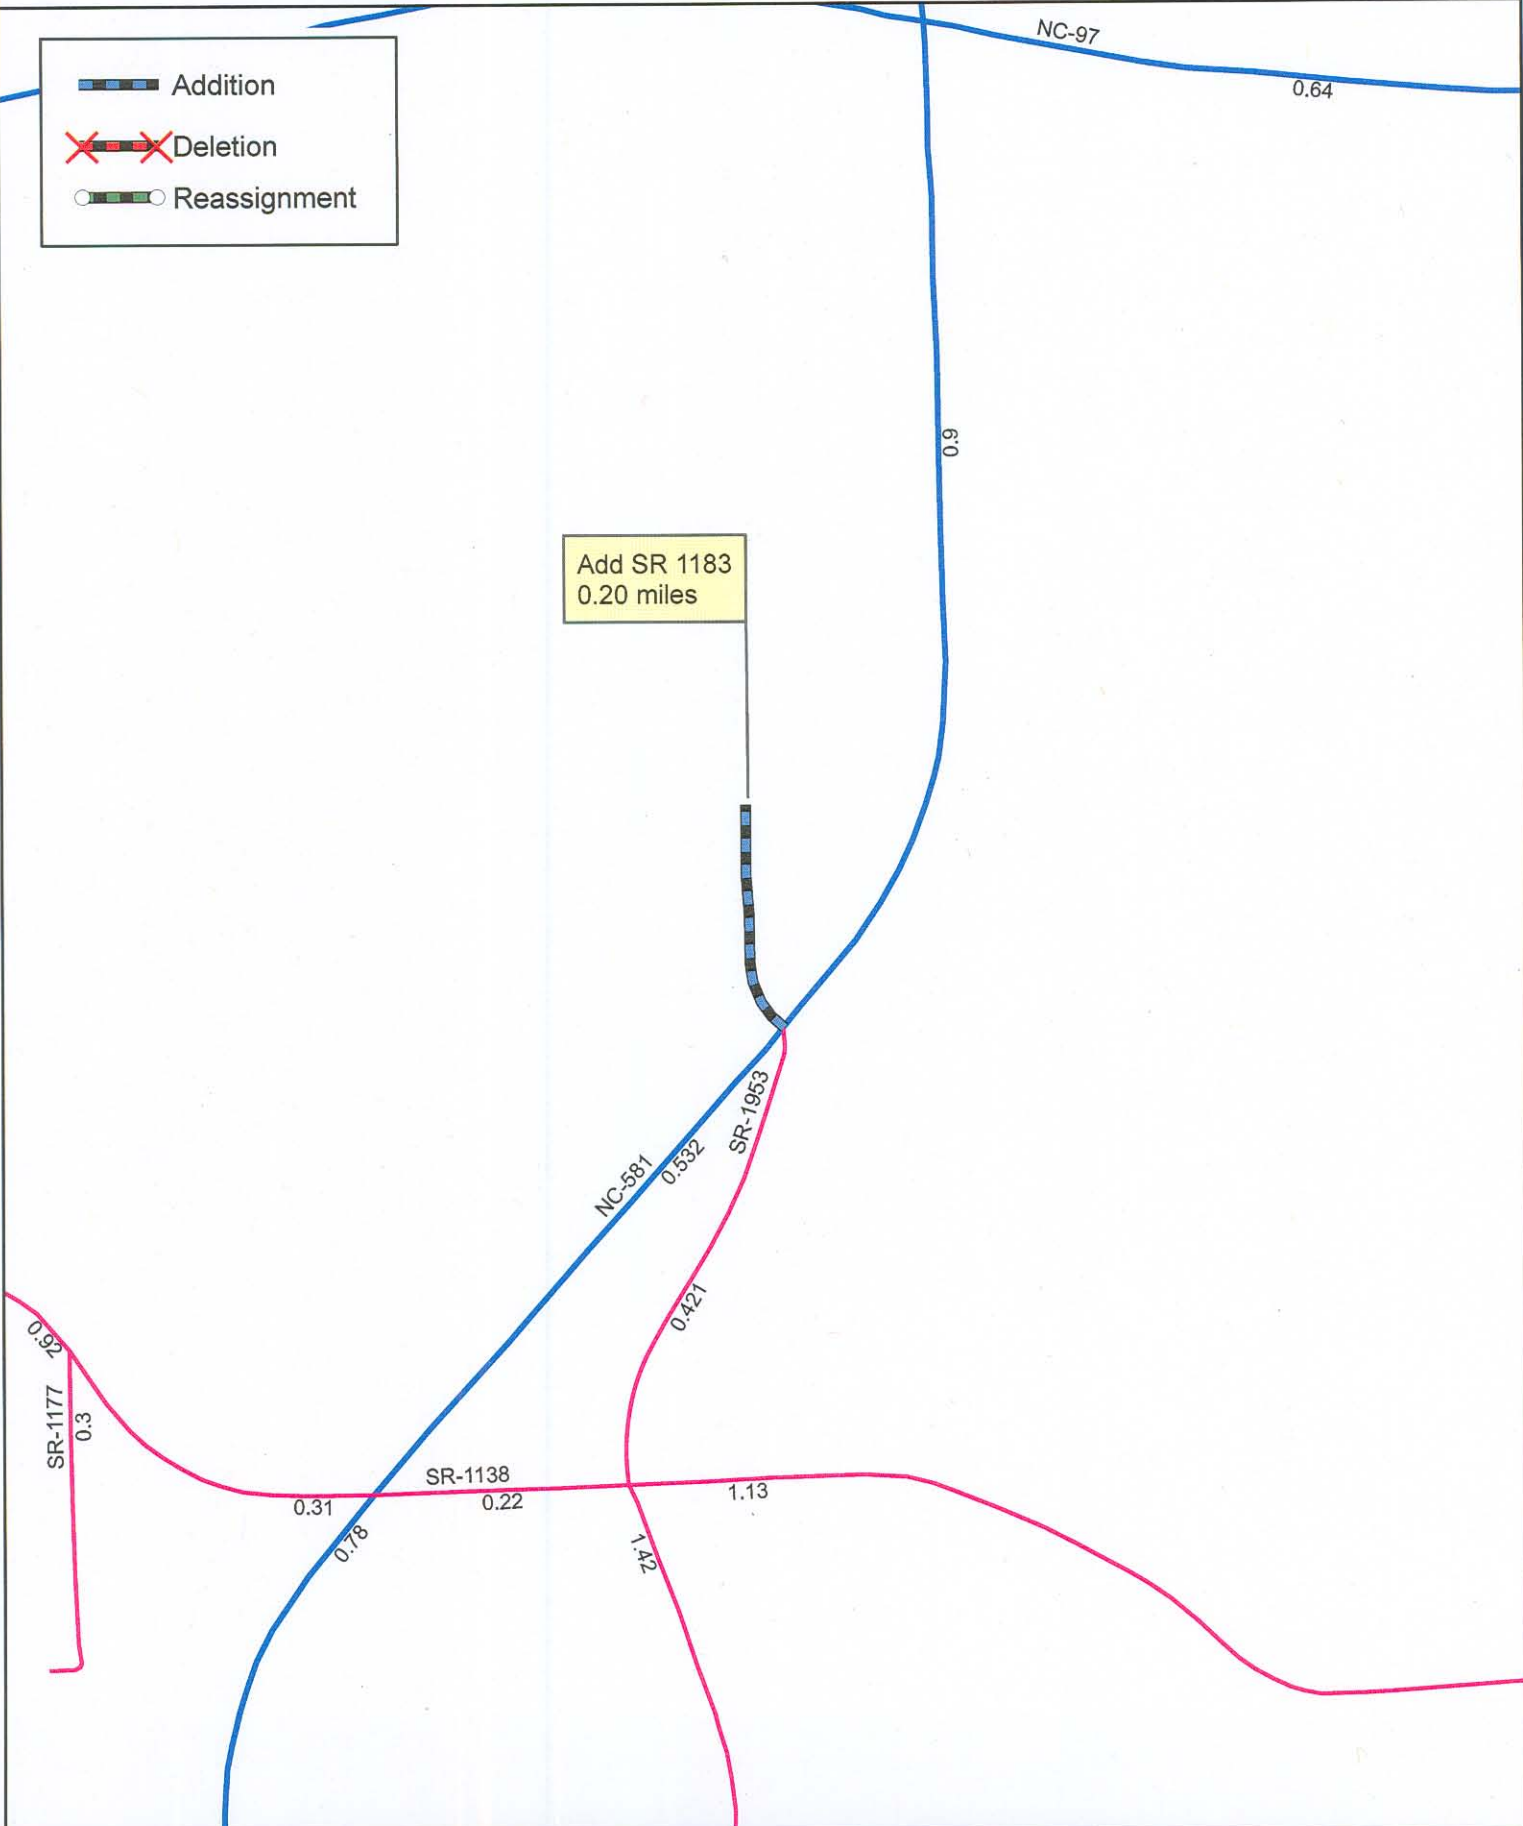 NC-97
0.64
Addition
Deletion
Reassignment
0.9
Add SR 1183
0.20 miles
SR-1953
NC-581
0.532
0.421
0.92
SR-1177
0.3
SR-1138
0.31
0.22
1.13
0.78
1.42